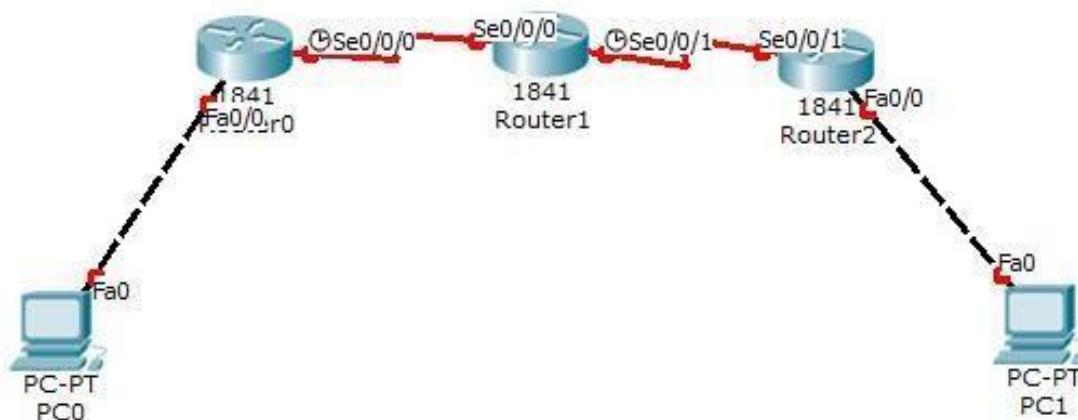 Se0/0/0
Se0/0/0
Se0/0/1
Se0/0/1
1841
Fa0/0
1841
Router1
1841
Router2
Fa0/0
Fa0
PC-PT
PC0
Fa0
PC-PT
PC1